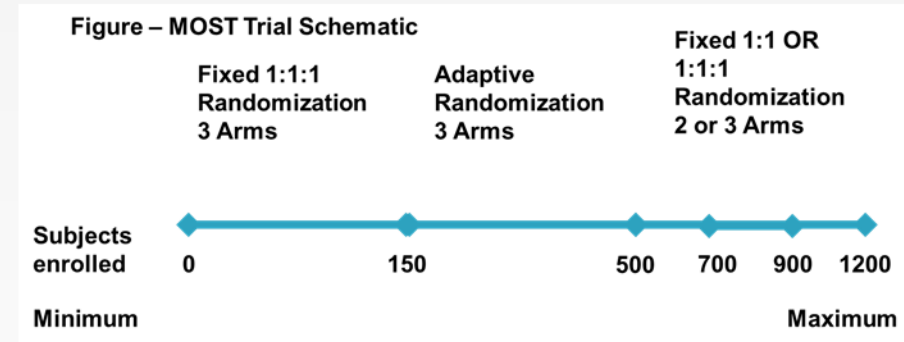 Figure – MOST Trial Schematic
Fixed 1:1:1
Randomization
3 Arms
Adaptive
Randomization
3 Arms
Fixed 1:1 OR
1:1:1
Randomization
2 or 3 Arms
Subjects
enrolled
0 150 500 700 900 1200
Minimum Maximum